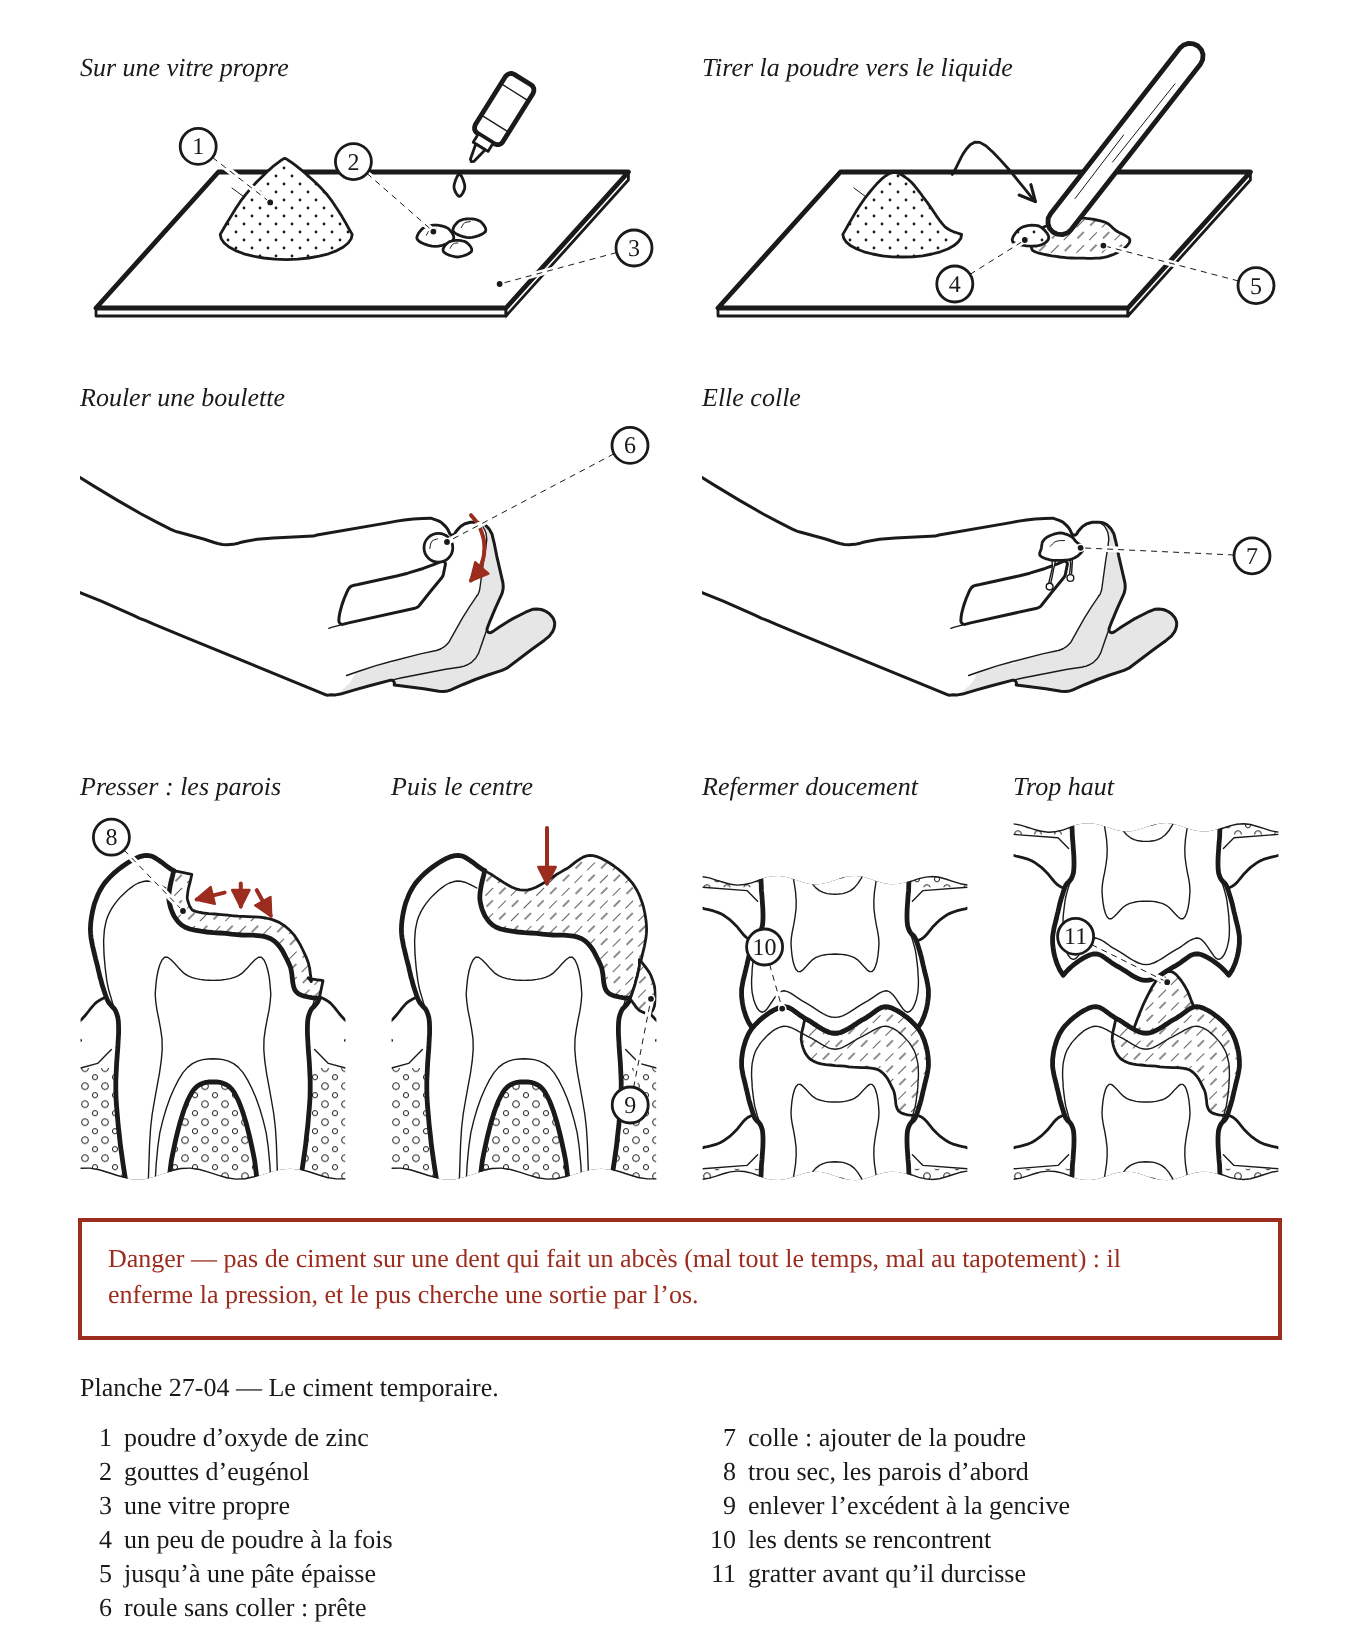 Sur une vitre propre
Tirer la poudre vers le liquide
1
2
3
4
5
Rouler une boulette
Elle colle
6
7
Presser : les parois
Puis le centre
Refermer doucement
Trop haut
8
9
10
11
Danger — pas de ciment sur une dent qui fait un abcès (mal tout le temps, mal au tapotement) : il
enferme la pression, et le pus cherche une sortie par l’os.
Planche 27-04 — Le ciment temporaire.
1 poudre d’oxyde de zinc
2 gouttes d’eugénol
3 une vitre propre
4 un peu de poudre à la fois
5 jusqu’à une pâte épaisse
6 roule sans coller : prête
7 colle : ajouter de la poudre
8 trou sec, les parois d’abord
9 enlever l’excédent à la gencive
10 les dents se rencontrent
11 gratter avant qu’il durcisse